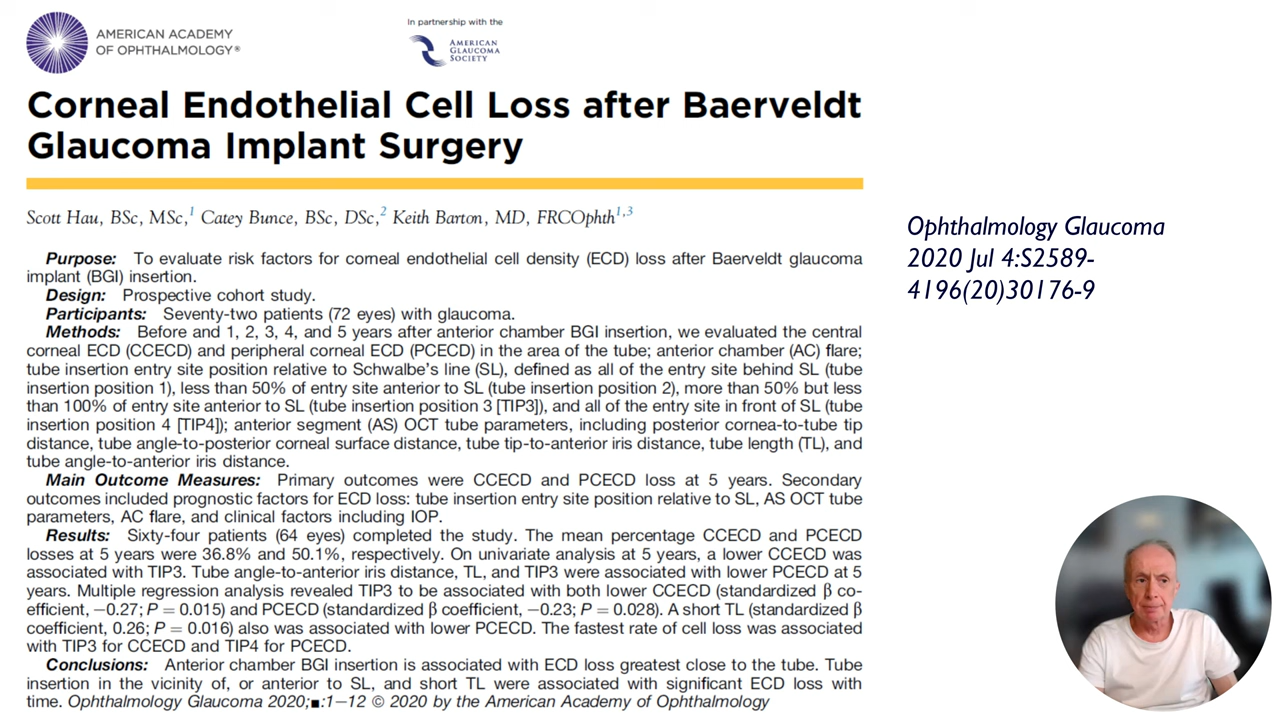 AMERICAN ACADEMY
OF OPHTHALMOLOGY®
In partnership with the
AMERICAN
GLAUCOMA
SOCIETY
Corneal Endothelial Cell Loss after Baerveldt
Glaucoma Implant Surgery
Scott Hau, BSc, MSc,1 Catey Bunce, BSc, DSc,2 Keith Barton, MD, FRCOphth1,3
Purpose: To evaluate risk factors for corneal endothelial cell density (ECD) loss after Baerveldt glaucoma
implant (BGI) insertion.
Design: Prospective cohort study.
Participants: Seventy-two patients (72 eyes) with glaucoma.
Methods: Before and 1, 2, 3, 4, and 5 years after anterior chamber BGI insertion, we evaluated the central
corneal ECD (CCECD) and peripheral corneal ECD (PCECD) in the area of the tube; anterior chamber (AC) flare;
tube insertion entry site position relative to Schwalbe's line (SL), defined as all of the entry site behind SL (tube
insertion position 1), less than 50% of entry site anterior to SL (tube insertion position 2), more than 50% but less
than 100% of entry site anterior to SL (tube insertion position 3 [TIP3]), and all of the entry site in front of SL (tube
insertion position 4 [TIP4]); anterior segment (AS) OCT tube parameters, including posterior cornea-to-tube tip
distance, tube angle-to-posterior corneal surface distance, tube tip-to-anterior iris distance, tube length (TL), and
tube angle-to-anterior iris distance.
Main Outcome Measures: Primary outcomes were CCECD and PCECD loss at 5 years. Secondary
outcomes included prognostic factors for ECD loss: tube insertion entry site position relative to SL, AS OCT tube
parameters, AC flare, and clinical factors including IOP.
Results: Sixty-four patients (64 eyes) completed the study. The mean percentage CCECD and PCECD
losses at 5 years were 36.8% and 50.1%, respectively. On univariate analysis at 5 years, a lower CCECD was
associated with TIP3. Tube angle-to-anterior iris distance, TL, and TIP3 were associated with lower PCECD at 5
years. Multiple regression analysis revealed TIP3 to be associated with both lower CCECD (standardized β co-
efficient, −0.27; P = 0.015) and PCECD (standardized β coefficient, −0.23; P = 0.028). A short TL (standardized β
coefficient, 0.26; P = 0.016) also was associated with lower PCECD. The fastest rate of cell loss was associated
with TIP3 for CCECD and TIP4 for PCECD.
Conclusions: Anterior chamber BGI insertion is associated with ECD loss greatest close to the tube. Tube
insertion in the vicinity of, or anterior to SL, and short TL were associated with significant ECD loss with
time. Ophthalmology Glaucoma 2020;■:1–12 © 2020 by the American Academy of Ophthalmology
Ophthalmology Glaucoma
2020 Jul 4:S2589-
4196(20)30176-9